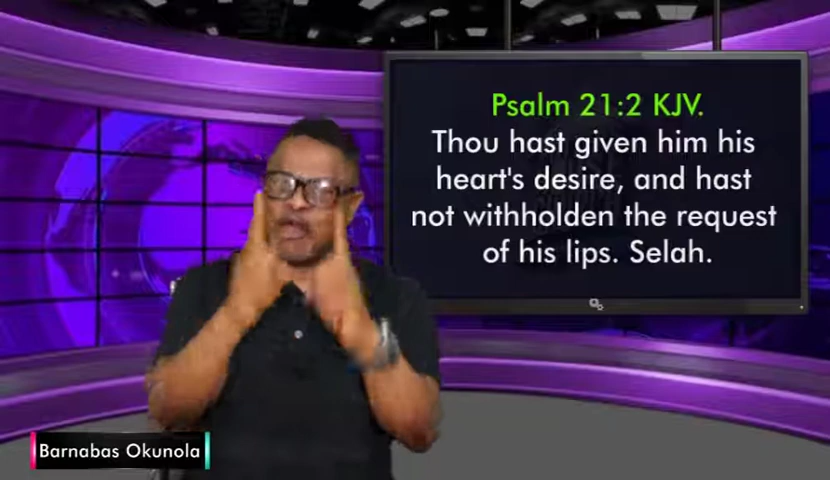 Psalm 21:2 KJV.
Thou hast given him his
heart's desire, and hast
not withholden the request
of his lips. Selah.
Barnabas Okunola